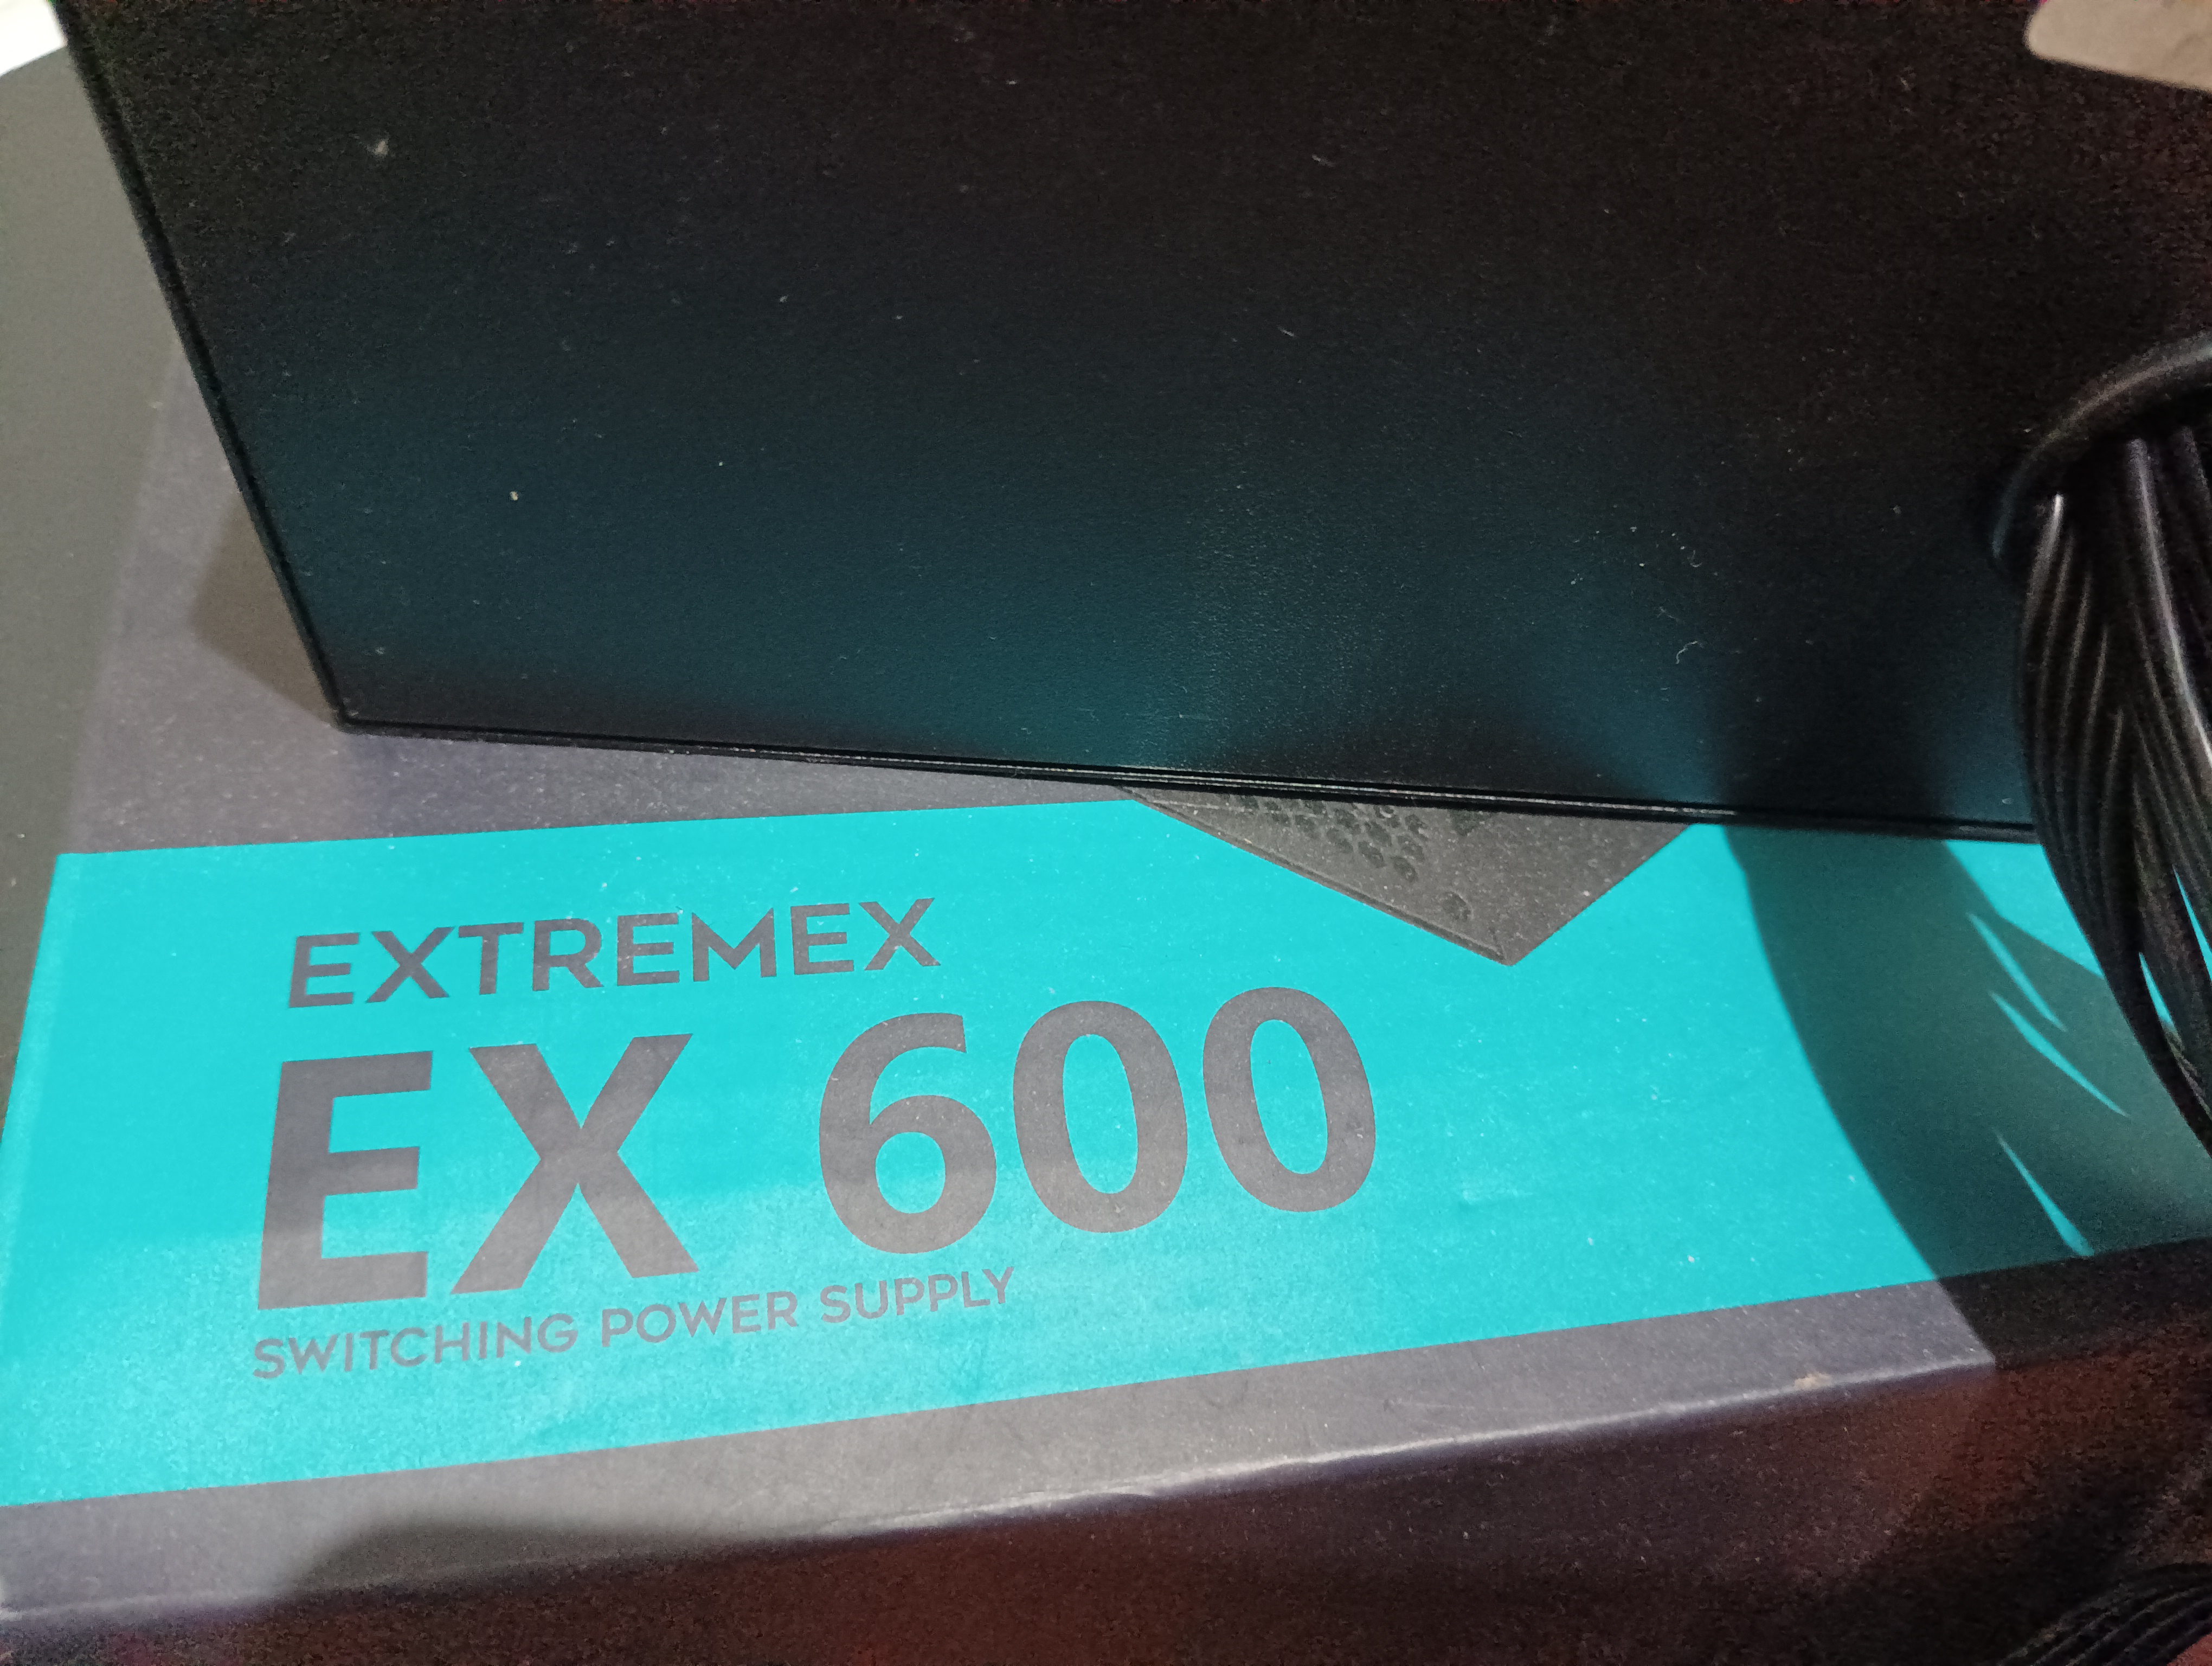 EXTREMEX
EX 600
SWITCHING POWER SUPPLY